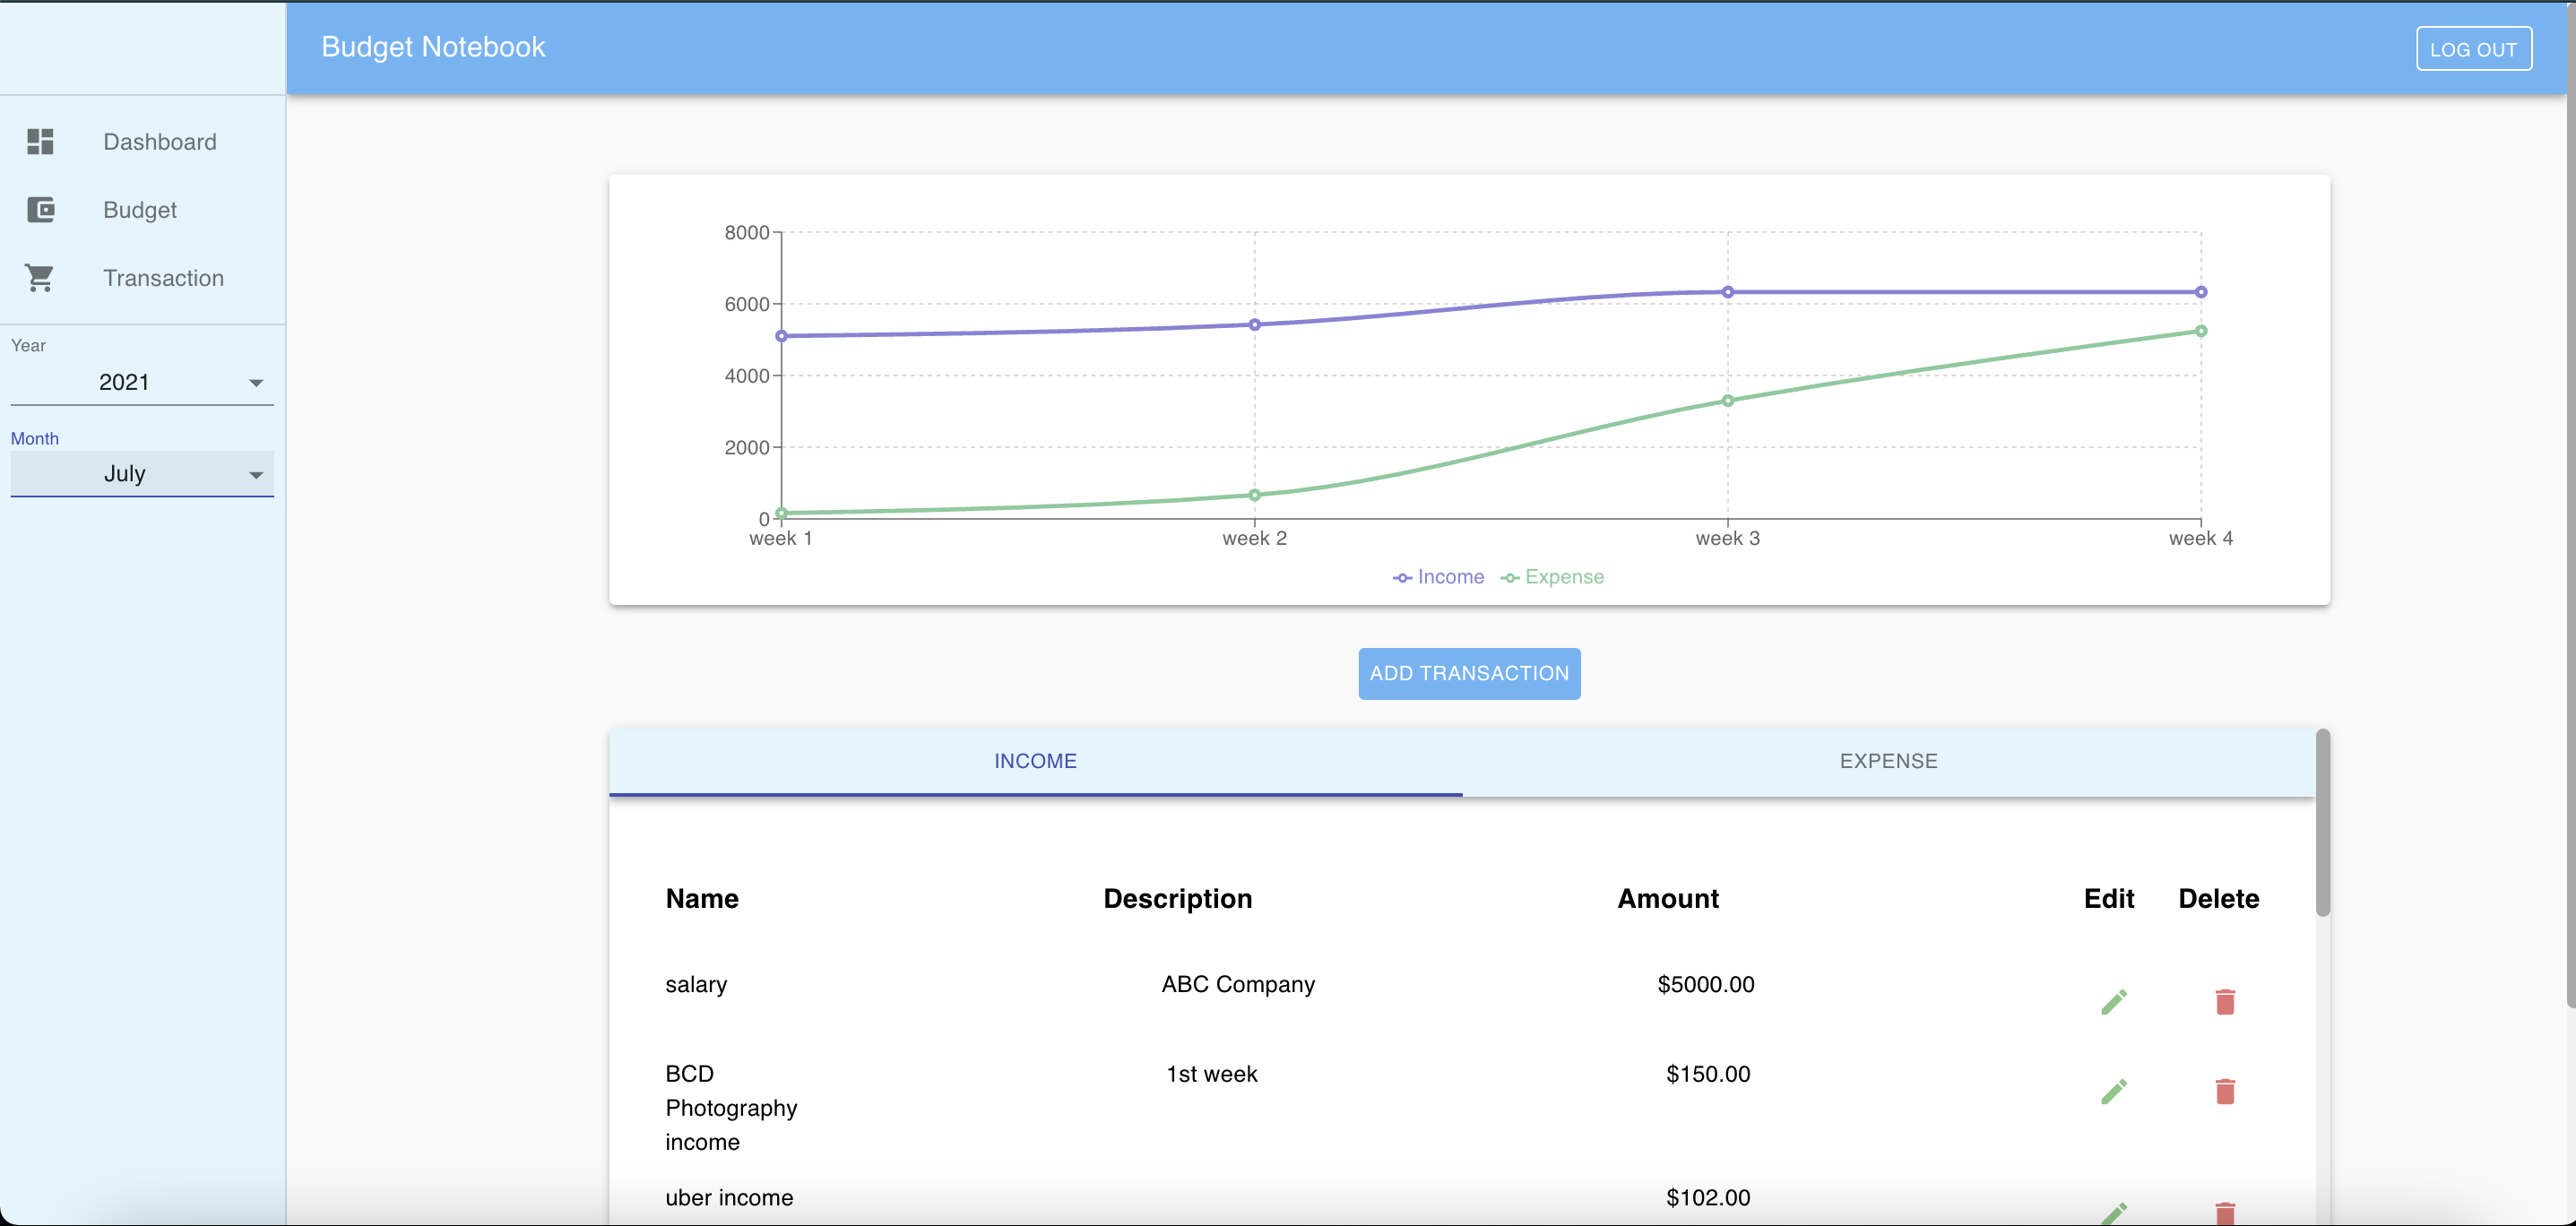 Budget Notebook
LOG OUT
Dashboard
Budget
Transaction
Year
2021
Month
July
8000
6000
4000
2000
0
week 1 week 2 week 3 week 4
Income Expense
ADD TRANSACTION
INCOME EXPENSE
Name Description Amount Edit Delete
salary ABC Company $5000.00
BCD 1st week $150.00
Photography
income
uber income $102.00